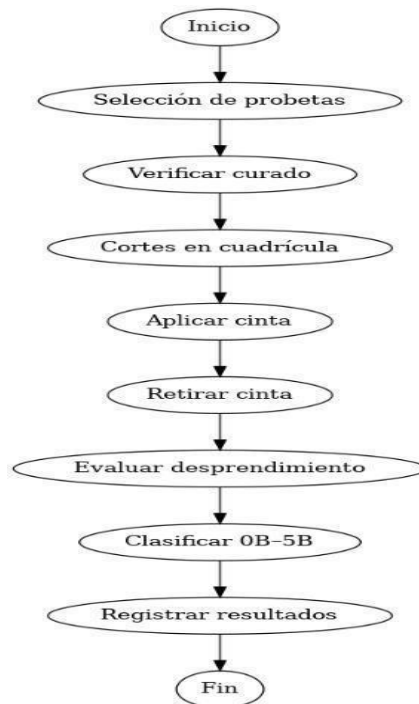 Inicio
Selección de probetas
Verificar curado
Cortes en cuadrícula
Aplicar cinta
Retirar cinta
Evaluar desprendimiento
Clasificar 0B–5B
Registrar resultados
Fin